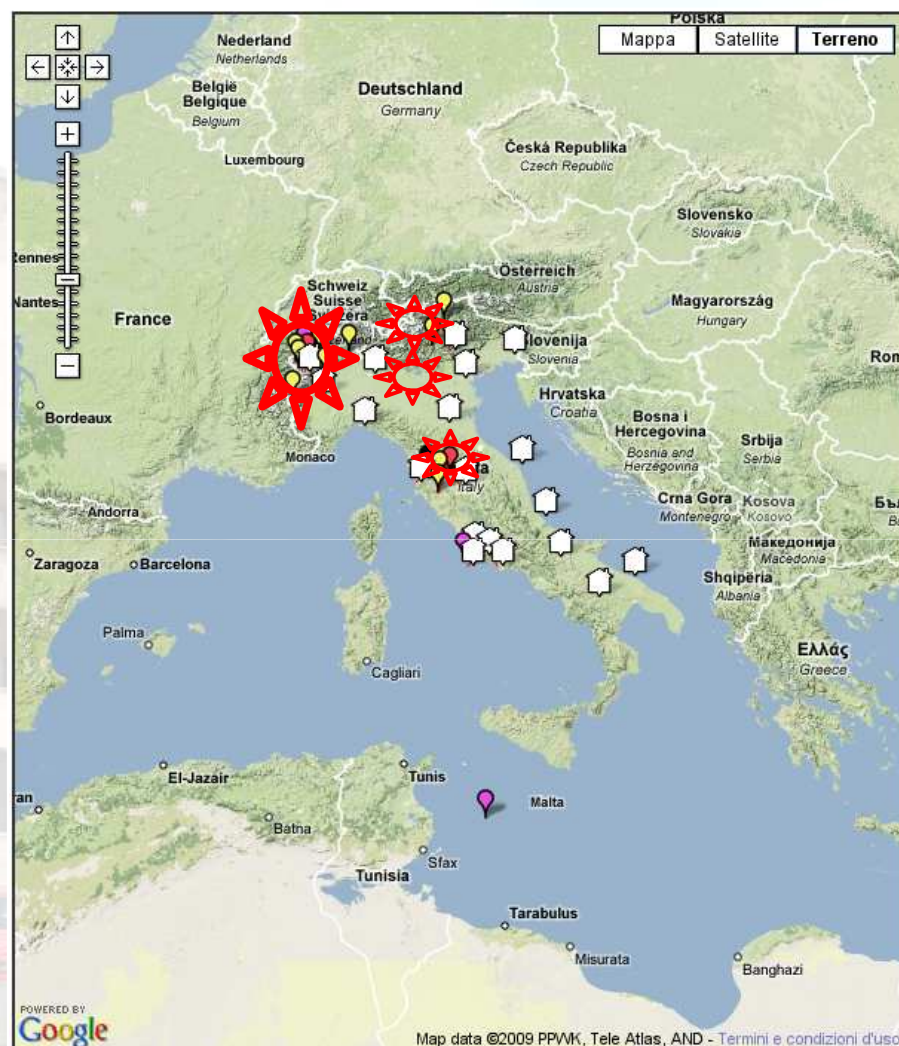 Polska
Mappa
Satellite
Terreno
Nederland
Netherlands
België
Belgique
Belgium
Deutschland
Germany
Česká Republika
Czech Republic
Luxembourg
Slovensko
Slovakia
Rennes
Österreich
Austria
Schweiz
Suisse
Svizzera
Nantes
Magyarország
Hungary
France
Slovenija
Slovenia
Rom
Hrvatska
Croatia
Bordeaux
Bosna i
Hercegovina
Bosnia and
Herzegovina
Srbija
Serbia
Monaco
Italy
Crna Gora
Montenegro
Kosovo
Kosovo
Andorra
Македонија
Macedonia
Zaragoza
Barcelona
Shqipëria
Albania
Palma
Ελλάς
Greece
Cagliari
El-Jazaïr
Tunis
Malta
Batna
Sfax
Tunisia
Tarabulus
Misurata
Banghazi
POWERED BY
Google
Map data ©2009 PPWK, Tele Atlas, AND - Termini e condizioni d'uso